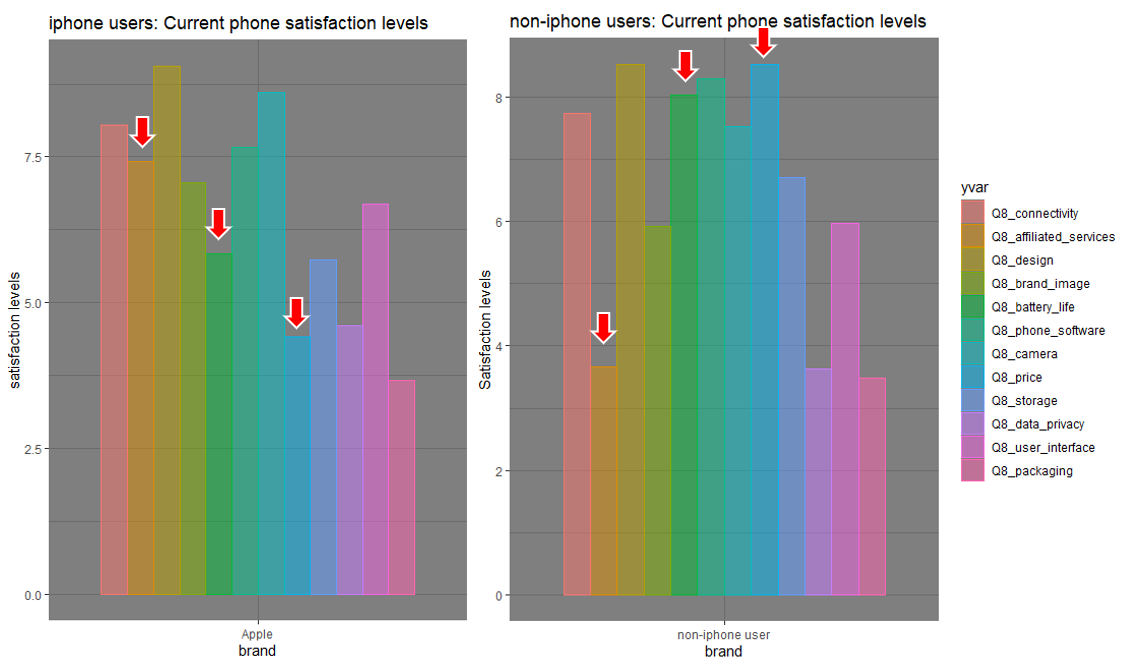 iphone users: Current phone satisfaction levels
satisfaction levels
7.5
5.0
2.5
0.0
Apple
brand
non-iphone users: Current phone satisfaction levels
Satisfaction levels
8
6
4
2
0
non-iphone user
brand
yvar
Q8_connectivity
Q8_affiliated_services
Q8_design
Q8_brand_image
Q8_battery_life
Q8_phone_software
Q8_camera
Q8_price
Q8_storage
Q8_data_privacy
Q8_user_interface
Q8_packaging